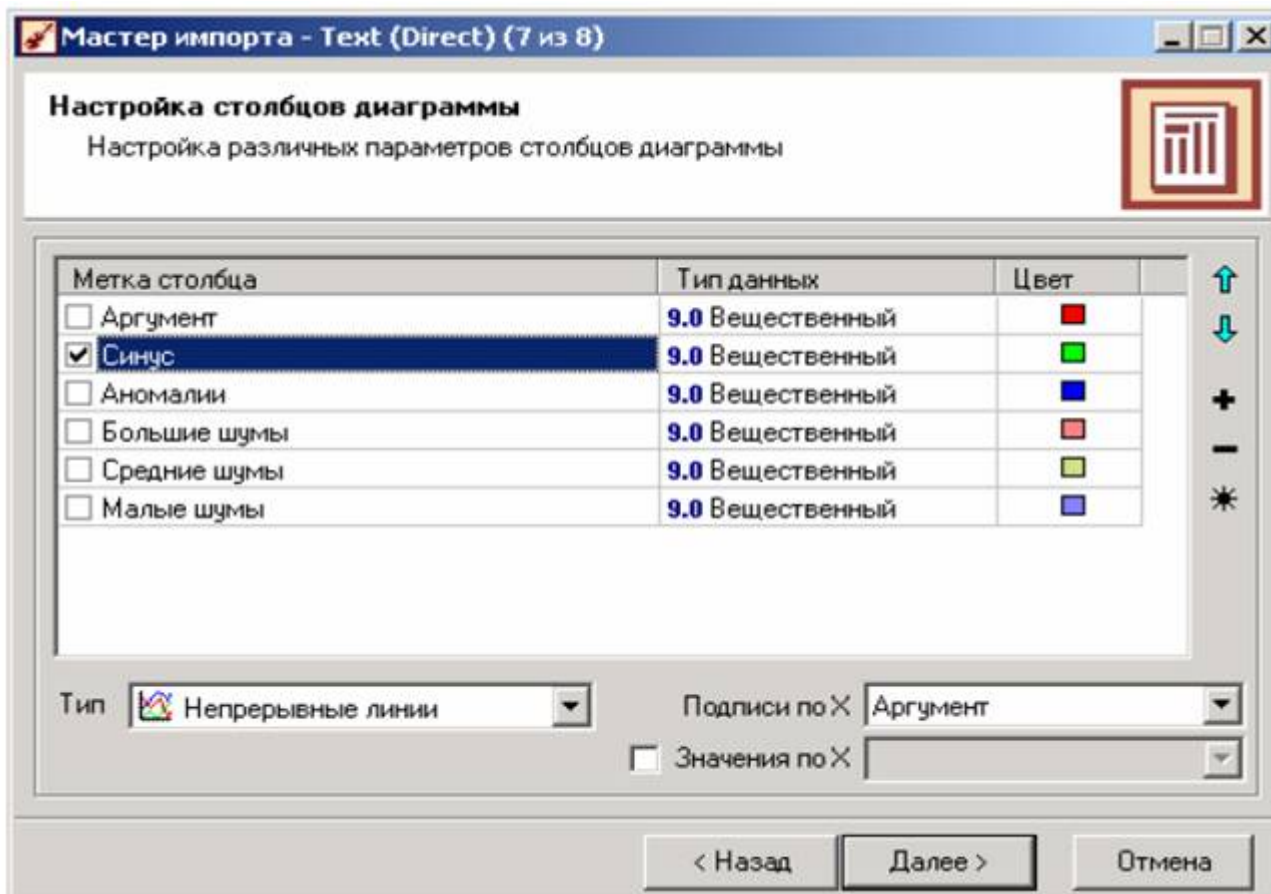 Мастер импорта - Text (Direct) (7 из 8)
Настройка столбцов диаграммы
Настройка различных параметров столбцов диаграммы
Метка столбца Тип данных Цвет
Аргумент 9.0 Вещественный
Синус 9.0 Вещественный
Аномалии 9.0 Вещественный
Большие шумы 9.0 Вещественный
Средние шумы 9.0 Вещественный
Малые шумы 9.0 Вещественный
Тип Непрерывные линии Подписи по X Аргумент
Значения по X
< Назад Далее > Отмена